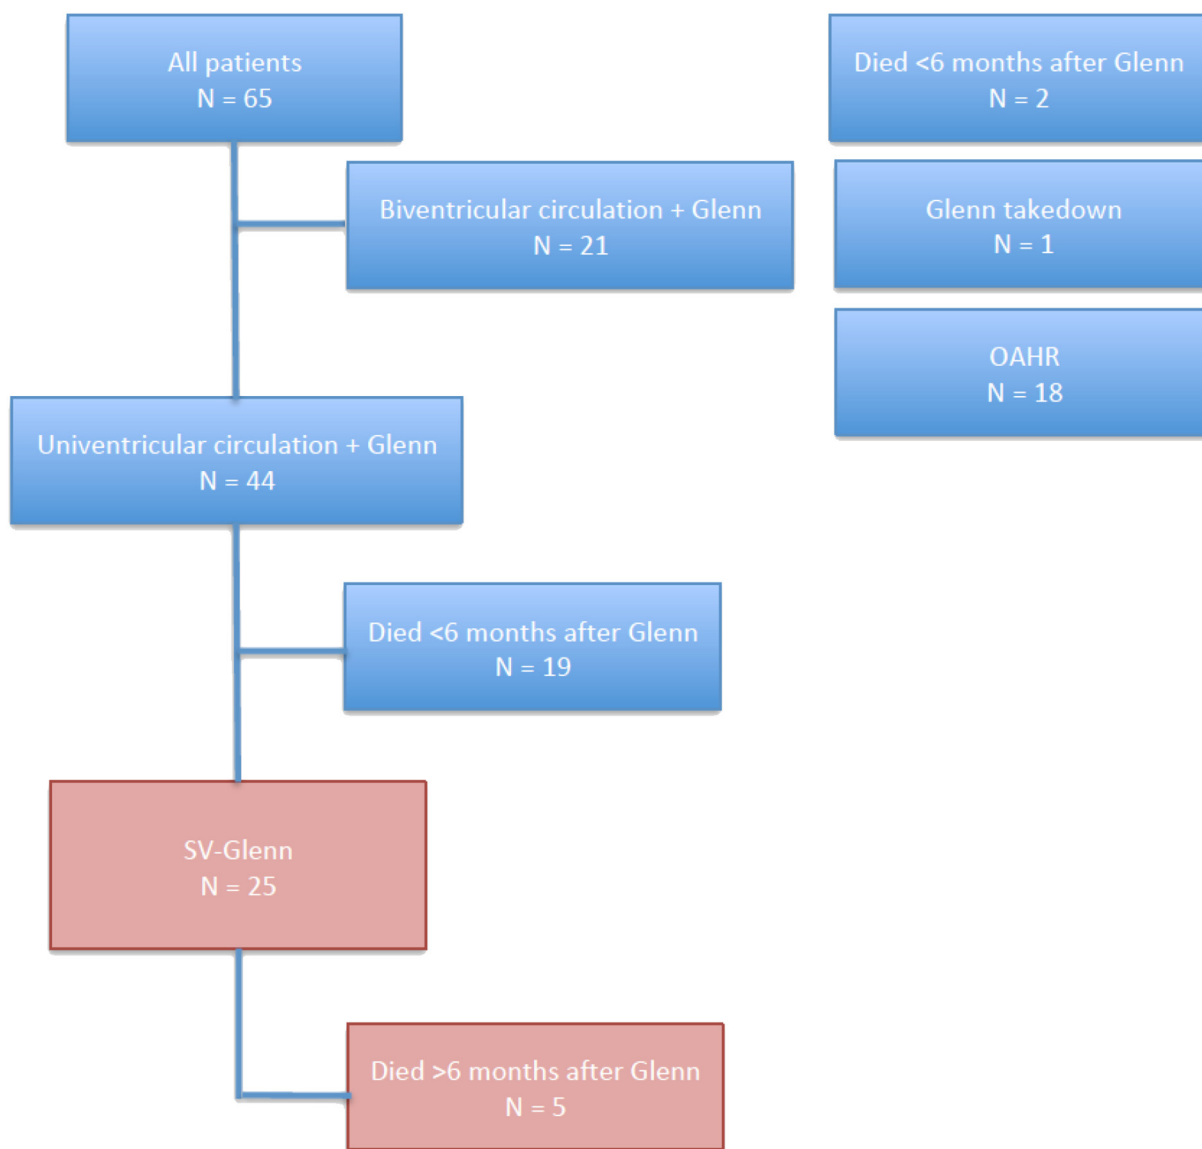 All patients
N = 65
Died <6 months after Glenn
N = 2
Biventricular circulation + Glenn
N = 21
Glenn takedown
N = 1
OAHR
N = 18
Univentricular circulation + Glenn
N = 44
Died <6 months after Glenn
N = 19
SV-Glenn
N = 25
Died >6 months after Glenn
N = 5